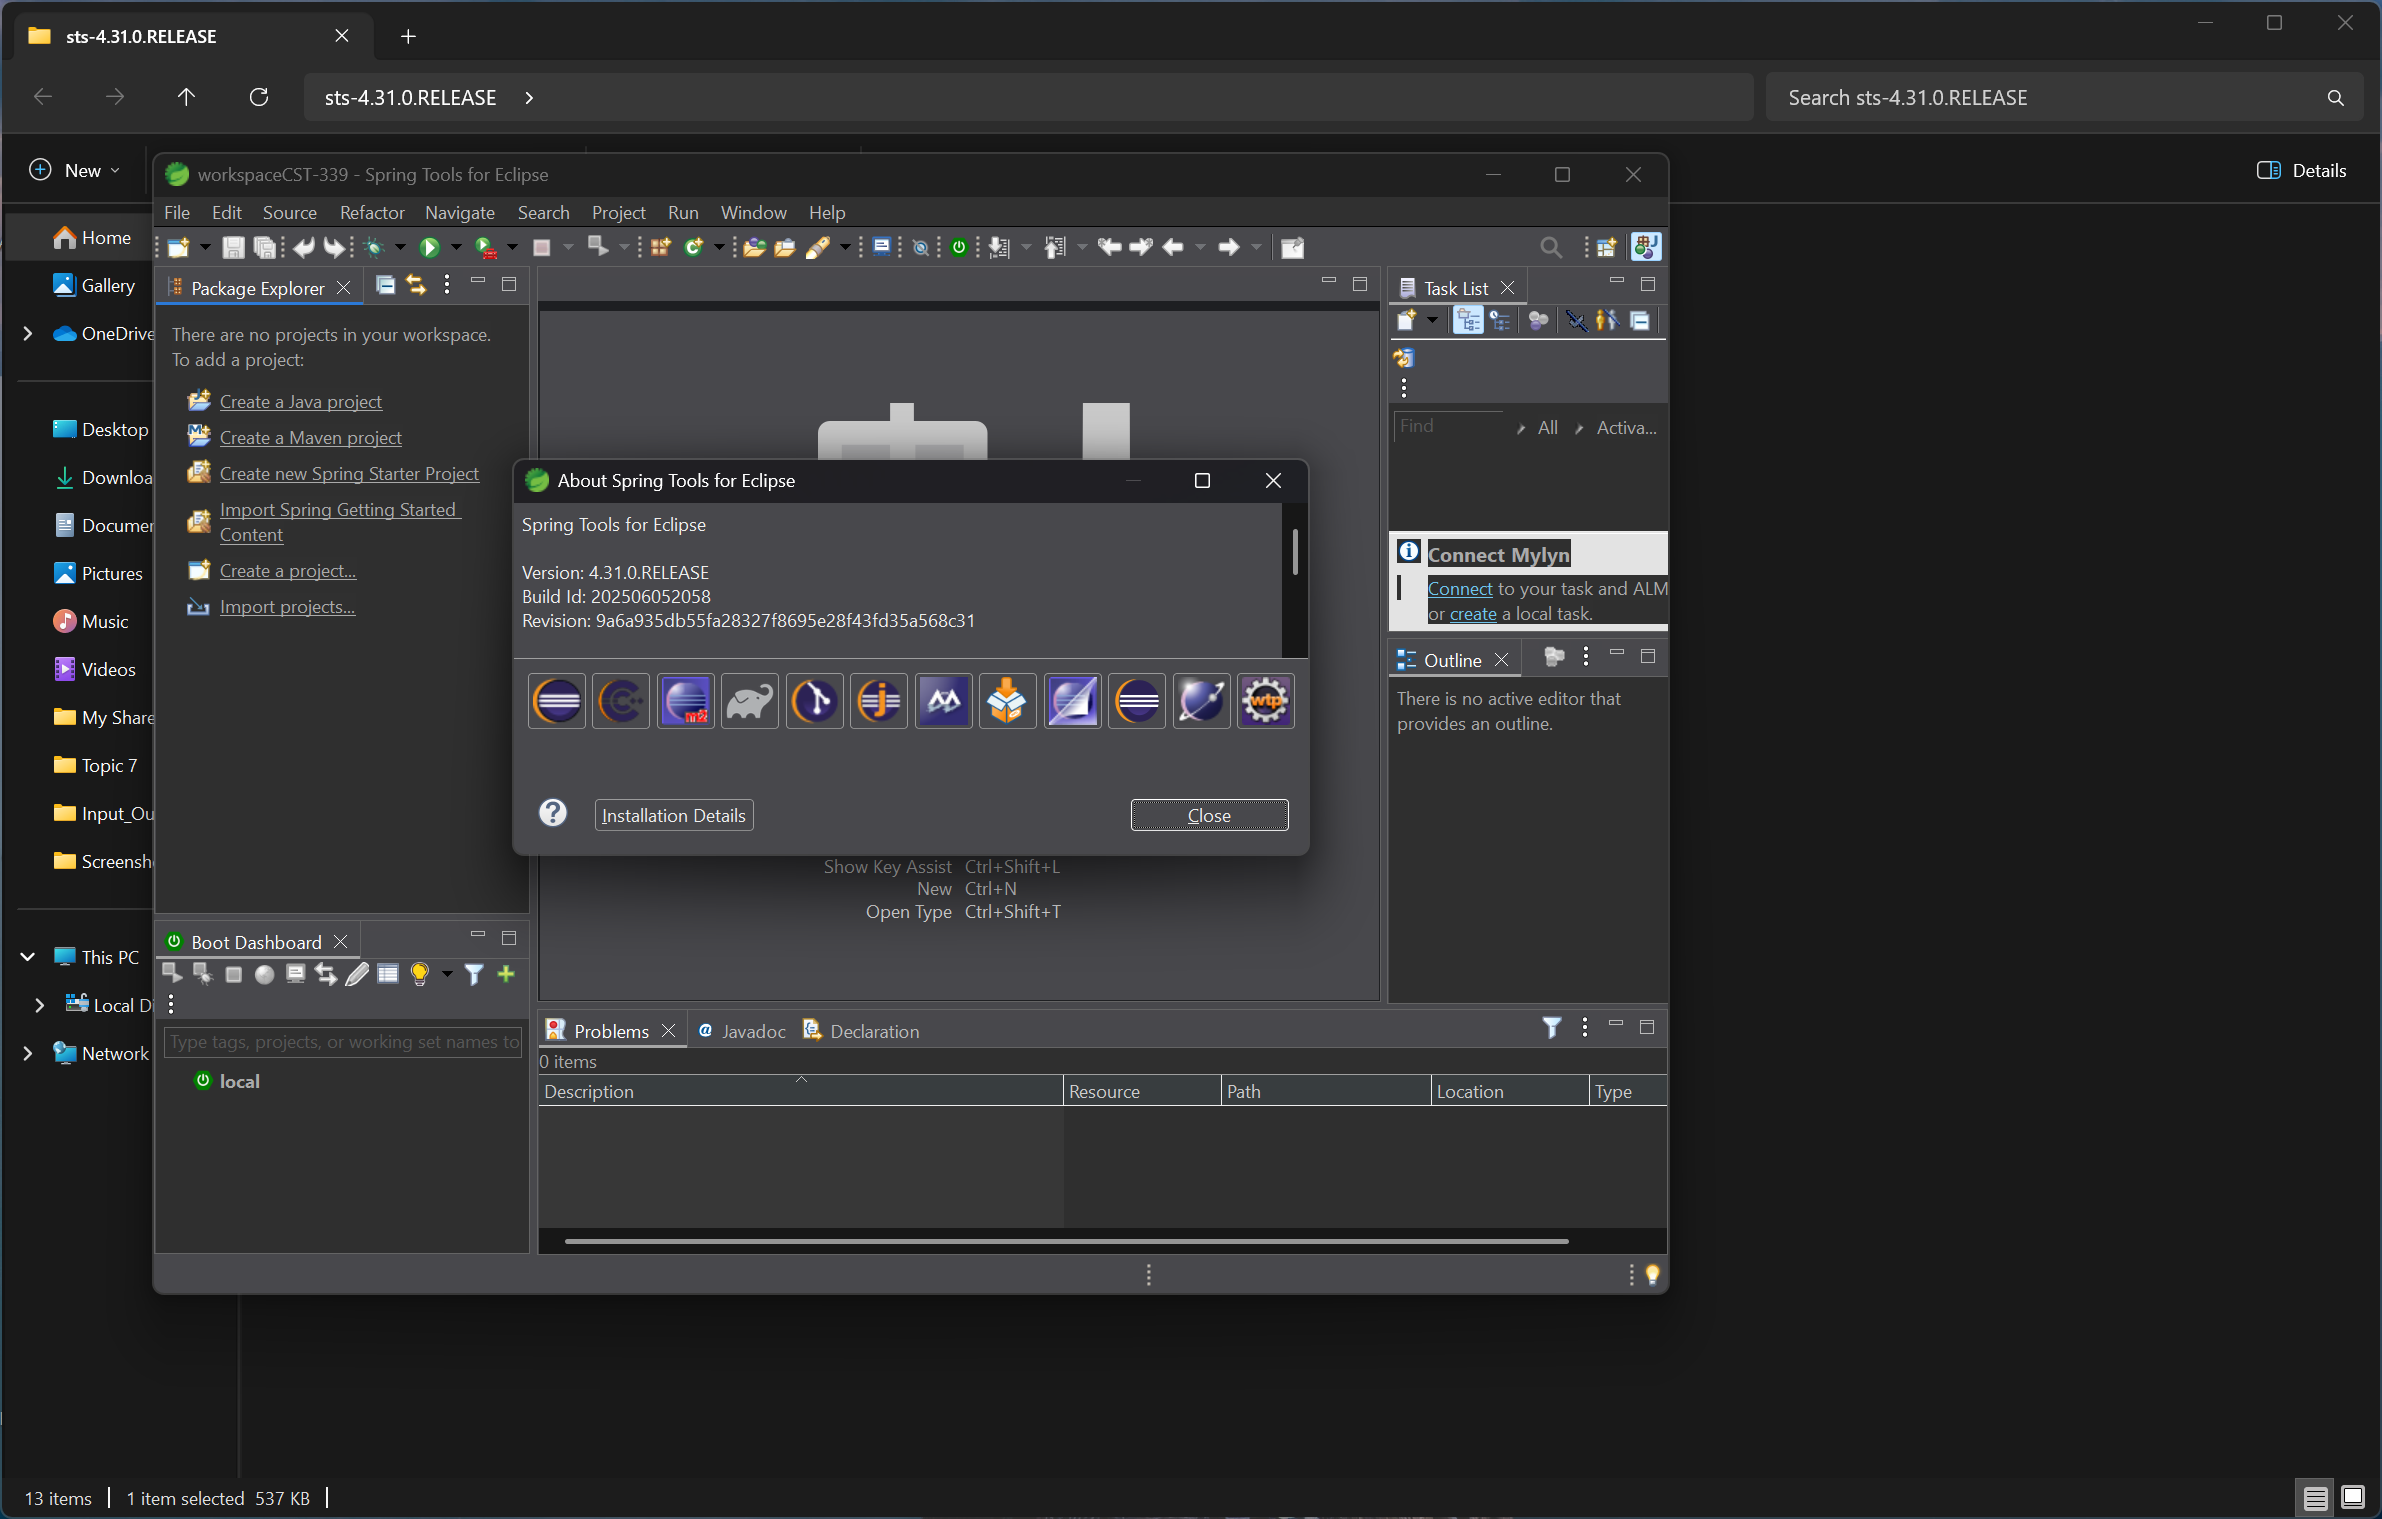 sts-4.31.0.RELEASE
sts-4.31.0.RELEASE
Search sts-4.31.0.RELEASE
New
Details
Home
Gallery
OneDrive
Desktop
Downloa
Documer
Pictures
Music
Videos
My Share
Topic 7
Input_Ou
Screensh
This PC
Local Di
Network
workspaceCST-339 - Spring Tools for Eclipse
File Edit Source Refactor Navigate Search Project Run Window Help
Package Explorer
There are no projects in your workspace.
To add a project:
Create a Java project
Create a Maven project
Create new Spring Starter Project
Import Spring Getting Started
Content
Create a project...
Import projects...
Task List
Find
All
Activa...
Connect Mylyn
Connect to your task and ALM
or create a local task.
Outline
There is no active editor that
provides an outline.
About Spring Tools for Eclipse
Spring Tools for Eclipse
Version: 4.31.0.RELEASE
Build Id: 202506052058
Revision: 9a6a935db55fa28327f8695e28f43fd35a568c31
m2
wtp
Installation Details
Close
Show Key Assist Ctrl+Shift+L
New Ctrl+N
Open Type Ctrl+Shift+T
Boot Dashboard
Type tags, projects, or working set names to
local
Problems
@ Javadoc
Declaration
0 items
Description Resource Path Location Type
13 items
1 item selected 537 KB